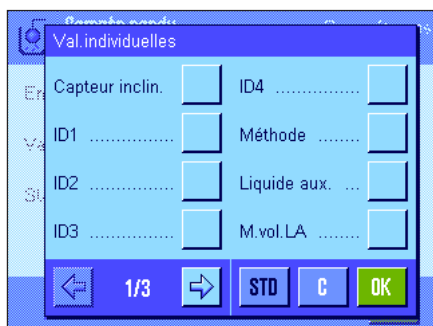 Val.individuelles
Capteur inclin.
ID1 ...............
ID2 ...............
ID3 ...............
ID4 ...............
Méthode ........
Liquide aux. ...
M.vol.LA ........
1/3
STD
C
OK